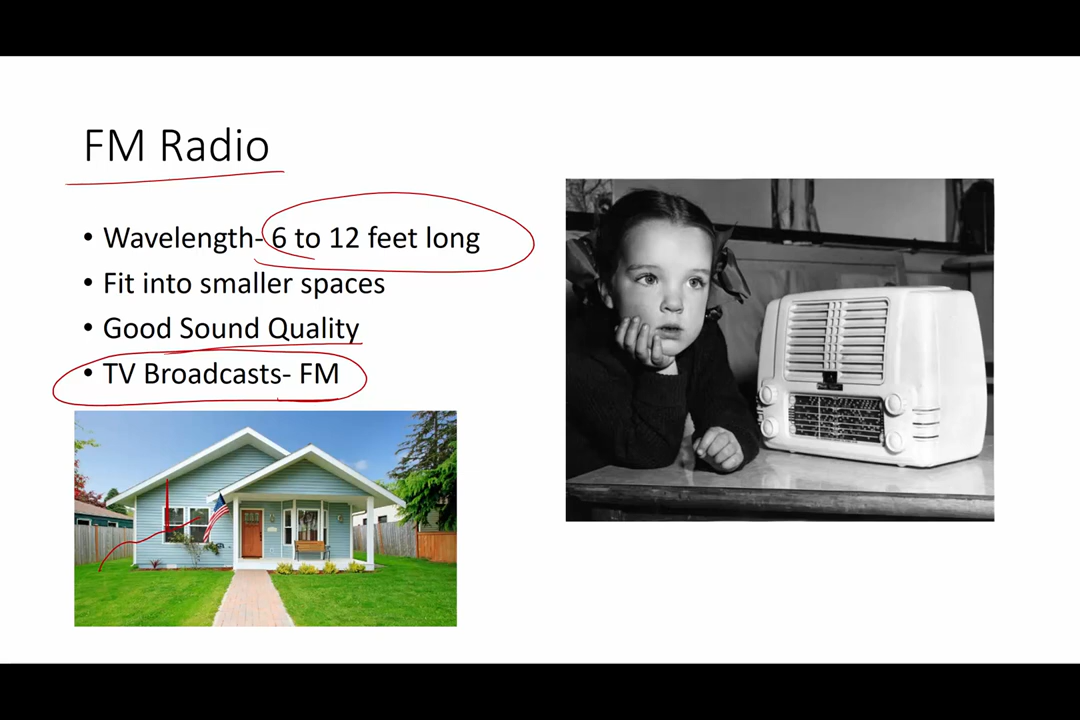 FM Radio
• Wavelength- 6 to 12 feet long
• Fit into smaller spaces
• Good Sound Quality
• TV Broadcasts- FM